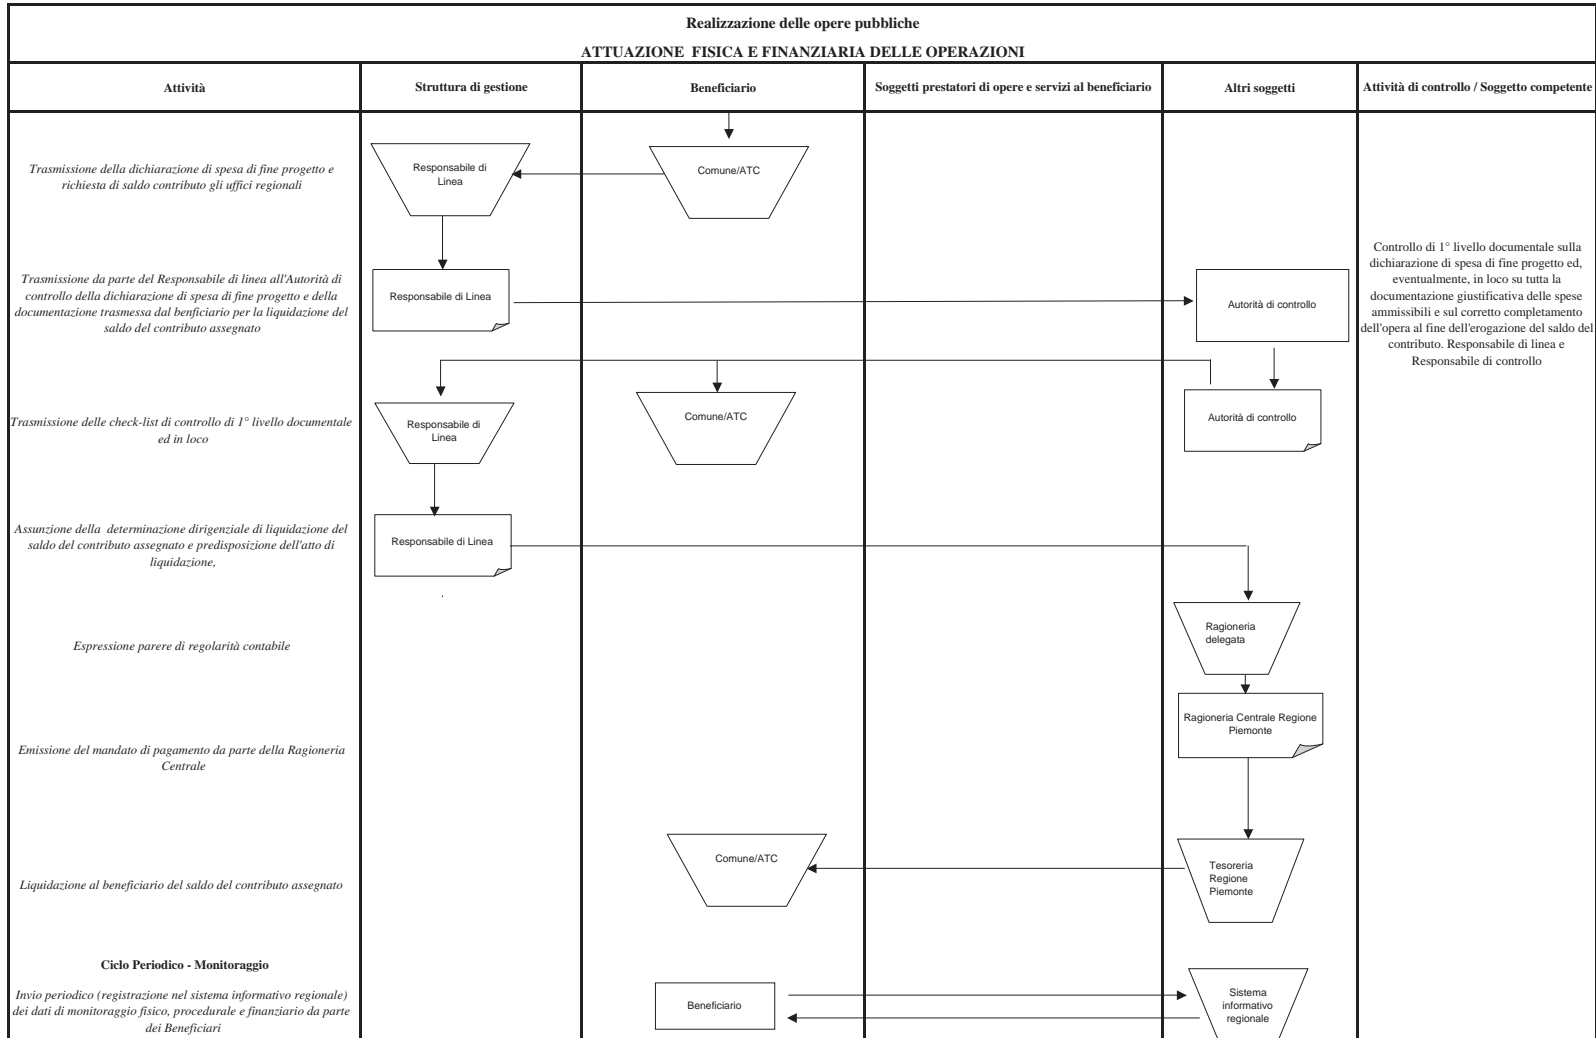 Realizzazione delle opere pubbliche
ATTUAZIONE FISICA E FINANZIARIA DELLE OPERAZIONI
Attività
Struttura di gestione
Beneficiario
Soggetti prestatori di opere e servizi al beneficiario
Altri soggetti
Attività di controllo / Soggetto competente
Trasmissione della dichiarazione di spesa di fine progetto e
richiesta di saldo contributo gli uffici regionali
Responsabile di
Linea
Comune/ATC
Trasmissione da parte del Responsabile di linea all'Autorità di
controllo della dichiarazione di spesa di fine progetto e della
documentazione trasmessa dal benficiario per la liquidazione del
saldo del contributo assegnato
Responsabile di Linea
Autorità di controllo
Controllo di 1° livello documentale sulla
dichiarazione di spesa di fine progetto ed,
eventualmente, in loco su tutta la
documentazione giustificativa delle spese
ammissibili e sul corretto completamento
dell'opera al fine dell'erogazione del saldo del
contributo. Responsabile di linea e
Responsabile di controllo
Trasmissione delle check-list di controllo di 1° livello documentale
ed in loco
Responsabile di
Linea
Comune/ATC
Autorità di controllo
Assunzione della determinazione dirigenziale di liquidazione del
saldo del contributo assegnato e predisposizione dell'atto di
liquidazione,
Responsabile di Linea
.
Espressione parere di regolarità contabile
Ragioneria
delegata
Emissione del mandato di pagamento da parte della Ragioneria
Centrale
Ragioneria Centrale Regione
Piemonte
Liquidazione al beneficiario del saldo del contributo assegnato
Comune/ATC
Tesoreria
Regione
Piemonte
Ciclo Periodico - Monitoraggio
Invio periodico (registrazione nel sistema informativo regionale)
dei dati di monitoraggio fisico, procedurale e finanziario da parte
dei Beneficiari
Beneficiario
Sistema
informativo
regionale